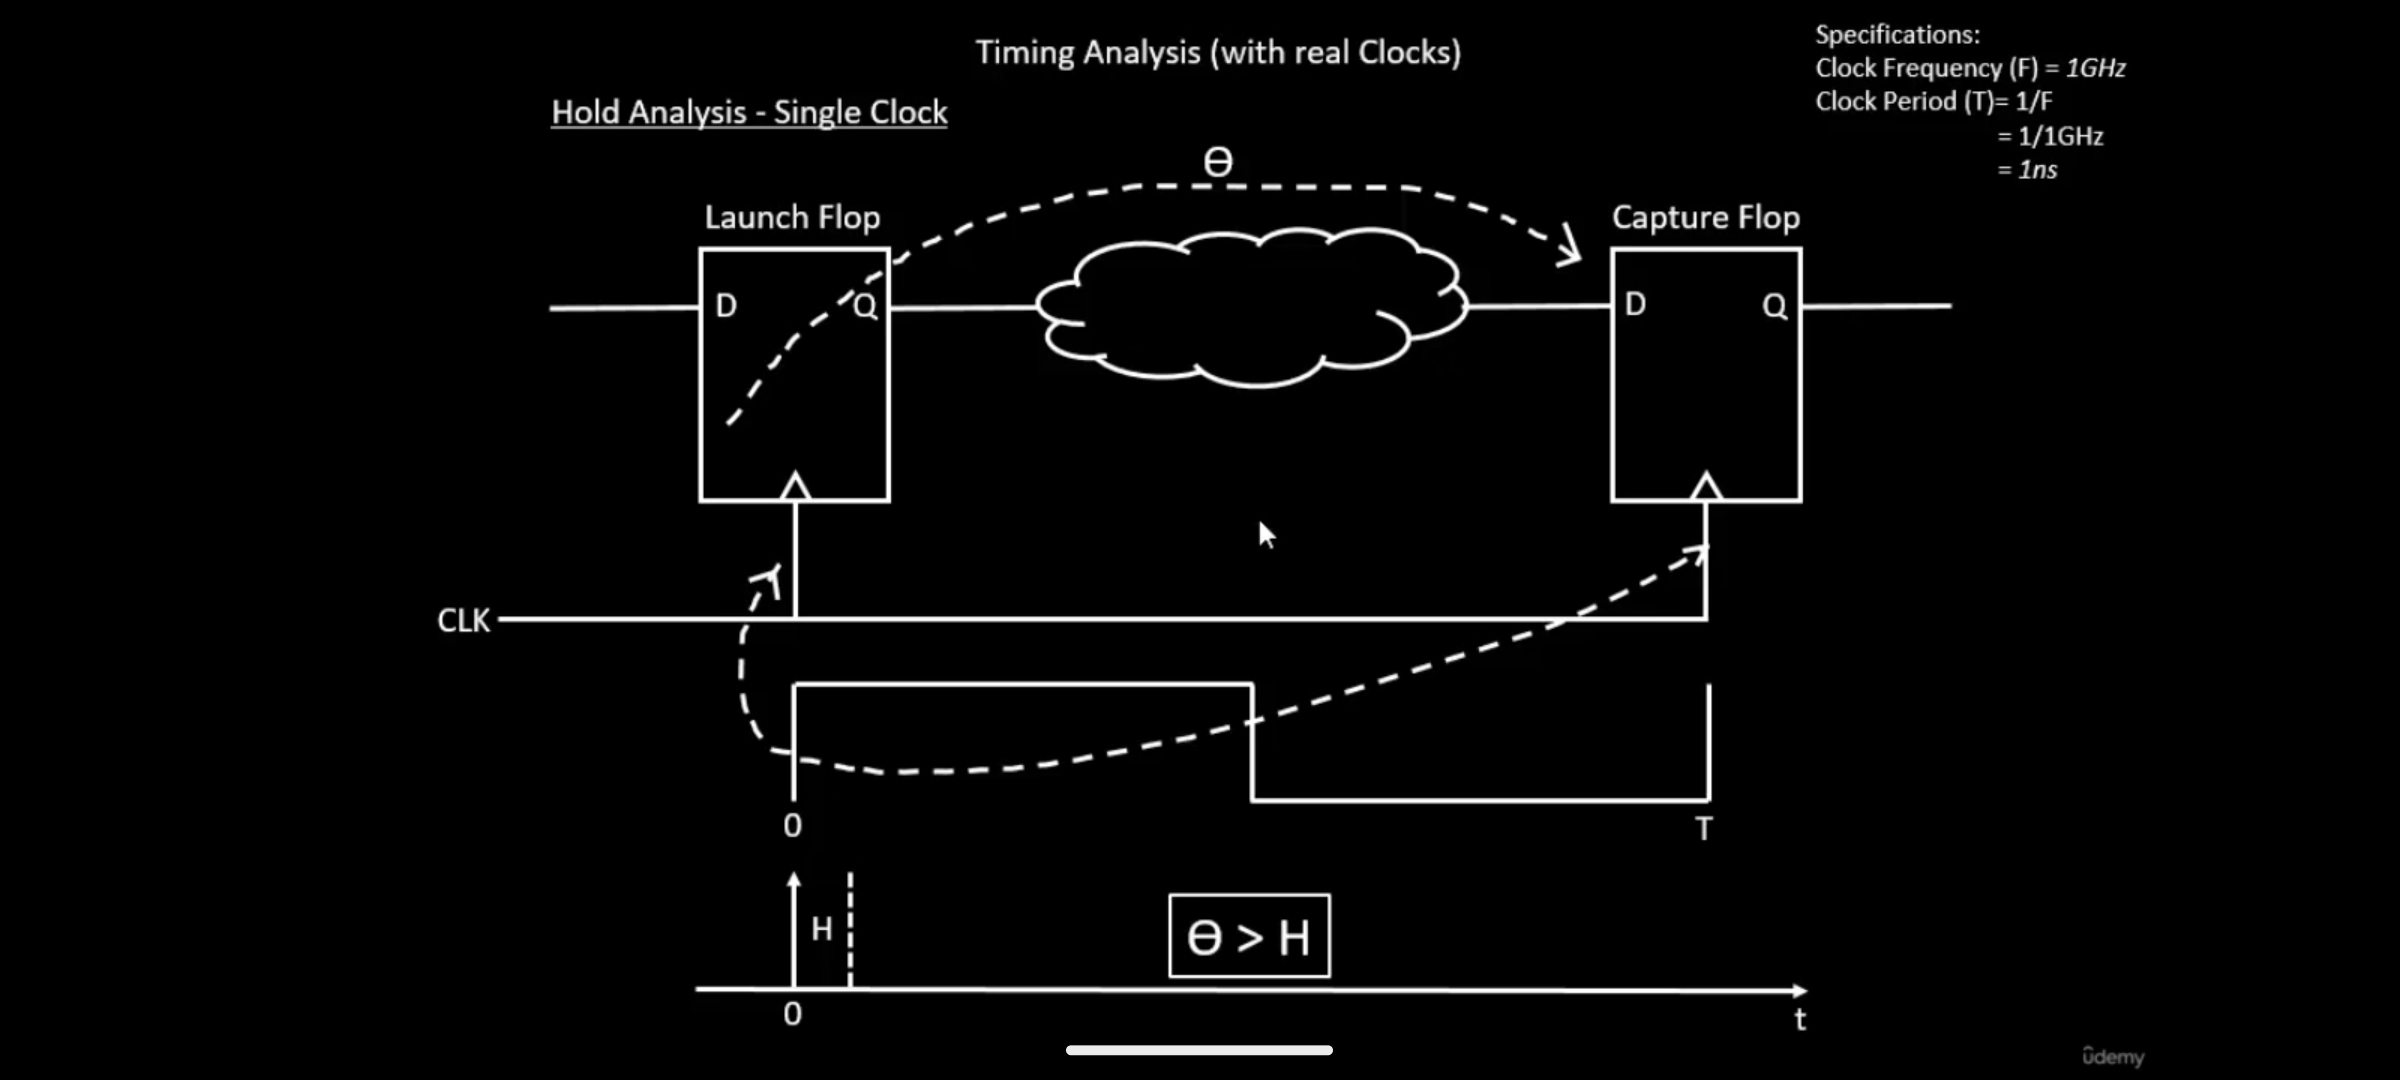 Timing Analysis (with real Clocks)
Specifications:
Clock Frequency (F) = 1GHz
Clock Period (T)= 1/F
= 1/1GHz
= 1ns
Hold Analysis - Single Clock
Ө
Launch Flop
Capture Flop
D Q
D Q
CLK
0 T
H
Ө > H
0 t
ûdemy